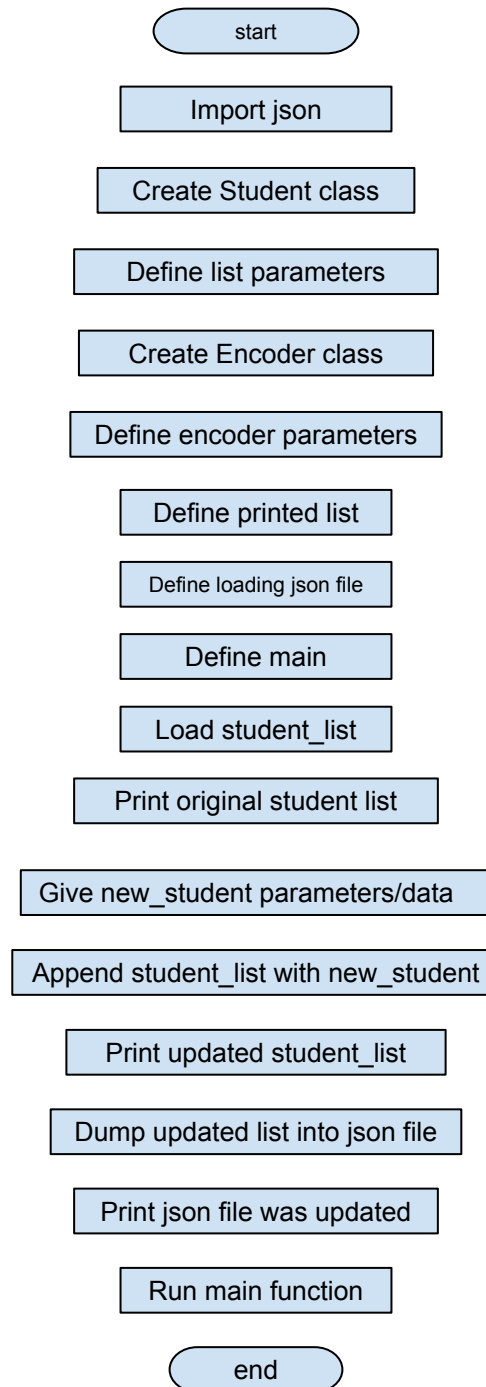 start
Import json
Create Student class
Define list parameters
Create Encoder class
Define encoder parameters
Define printed list
Define loading json file
Define main
Load student_list
Print original student list
Give new_student parameters/data
Append student_list with new_student
Print updated student_list
Dump updated list into json file
Print json file was updated
Run main function
end